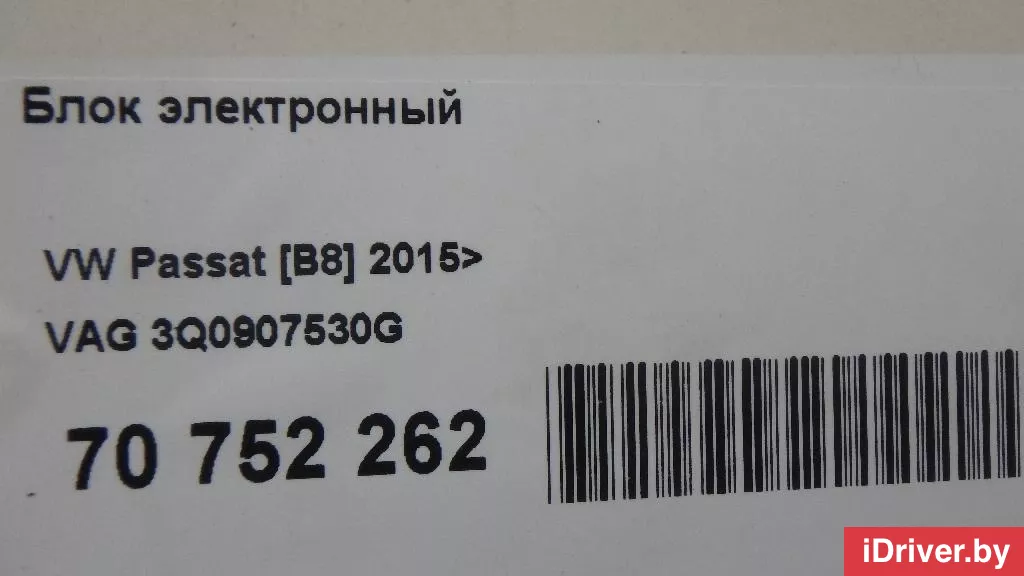 Блок электронный
VW Passat [B8] 2015>
VAG 3Q0907530G
70 752 262
iDriver.by